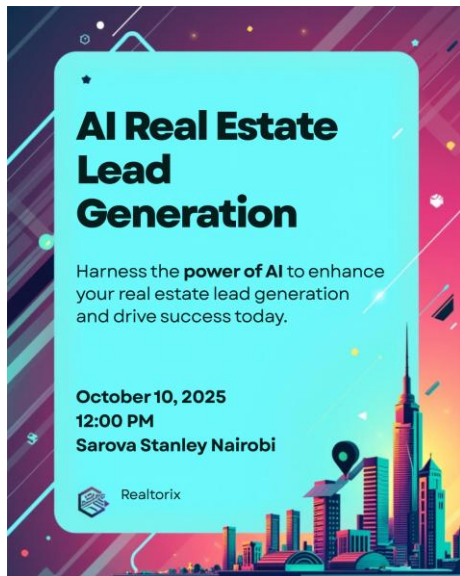 AI Real Estate
Lead
Generation
Harness the power of AI to enhance
your real estate lead generation
and drive success today.
October 10, 2025
12:00 PM
Sarova Stanley Nairobi
Realtorix